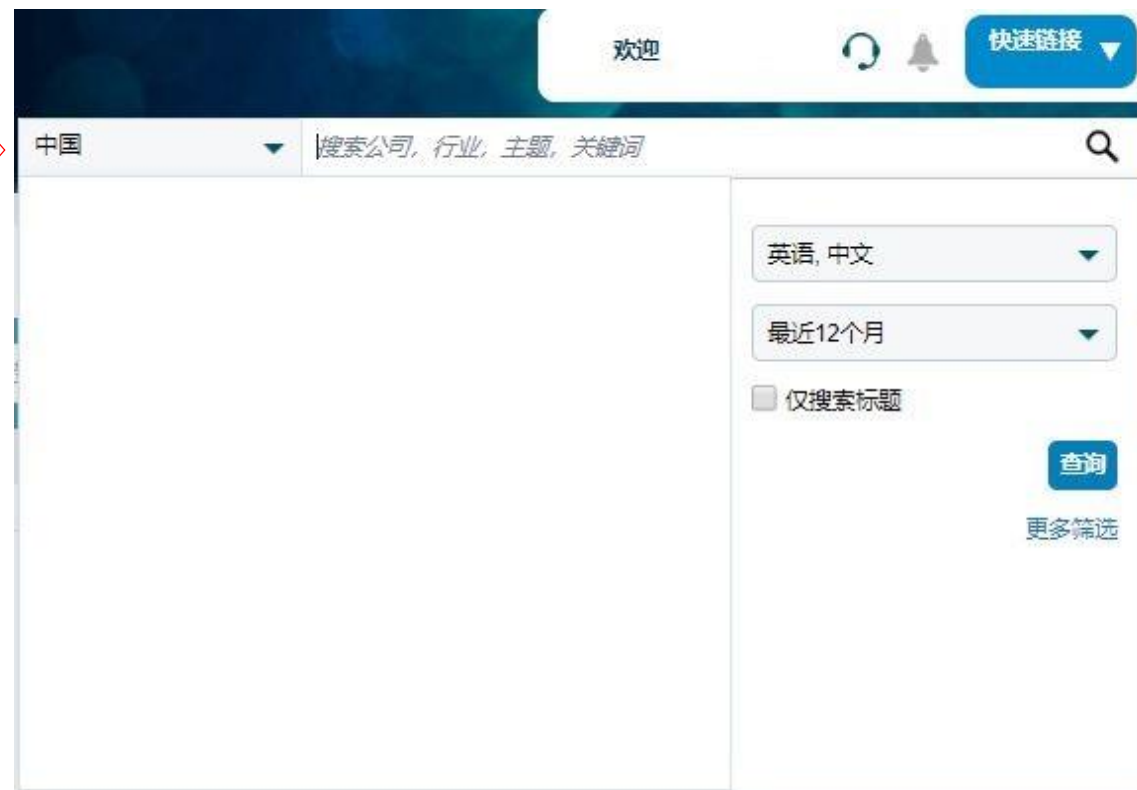 欢迎
快速链接
中国
搜索公司, 行业, 主题, 关键词
英语, 中文
最近12个月
仅搜索标题
查询
更多筛选